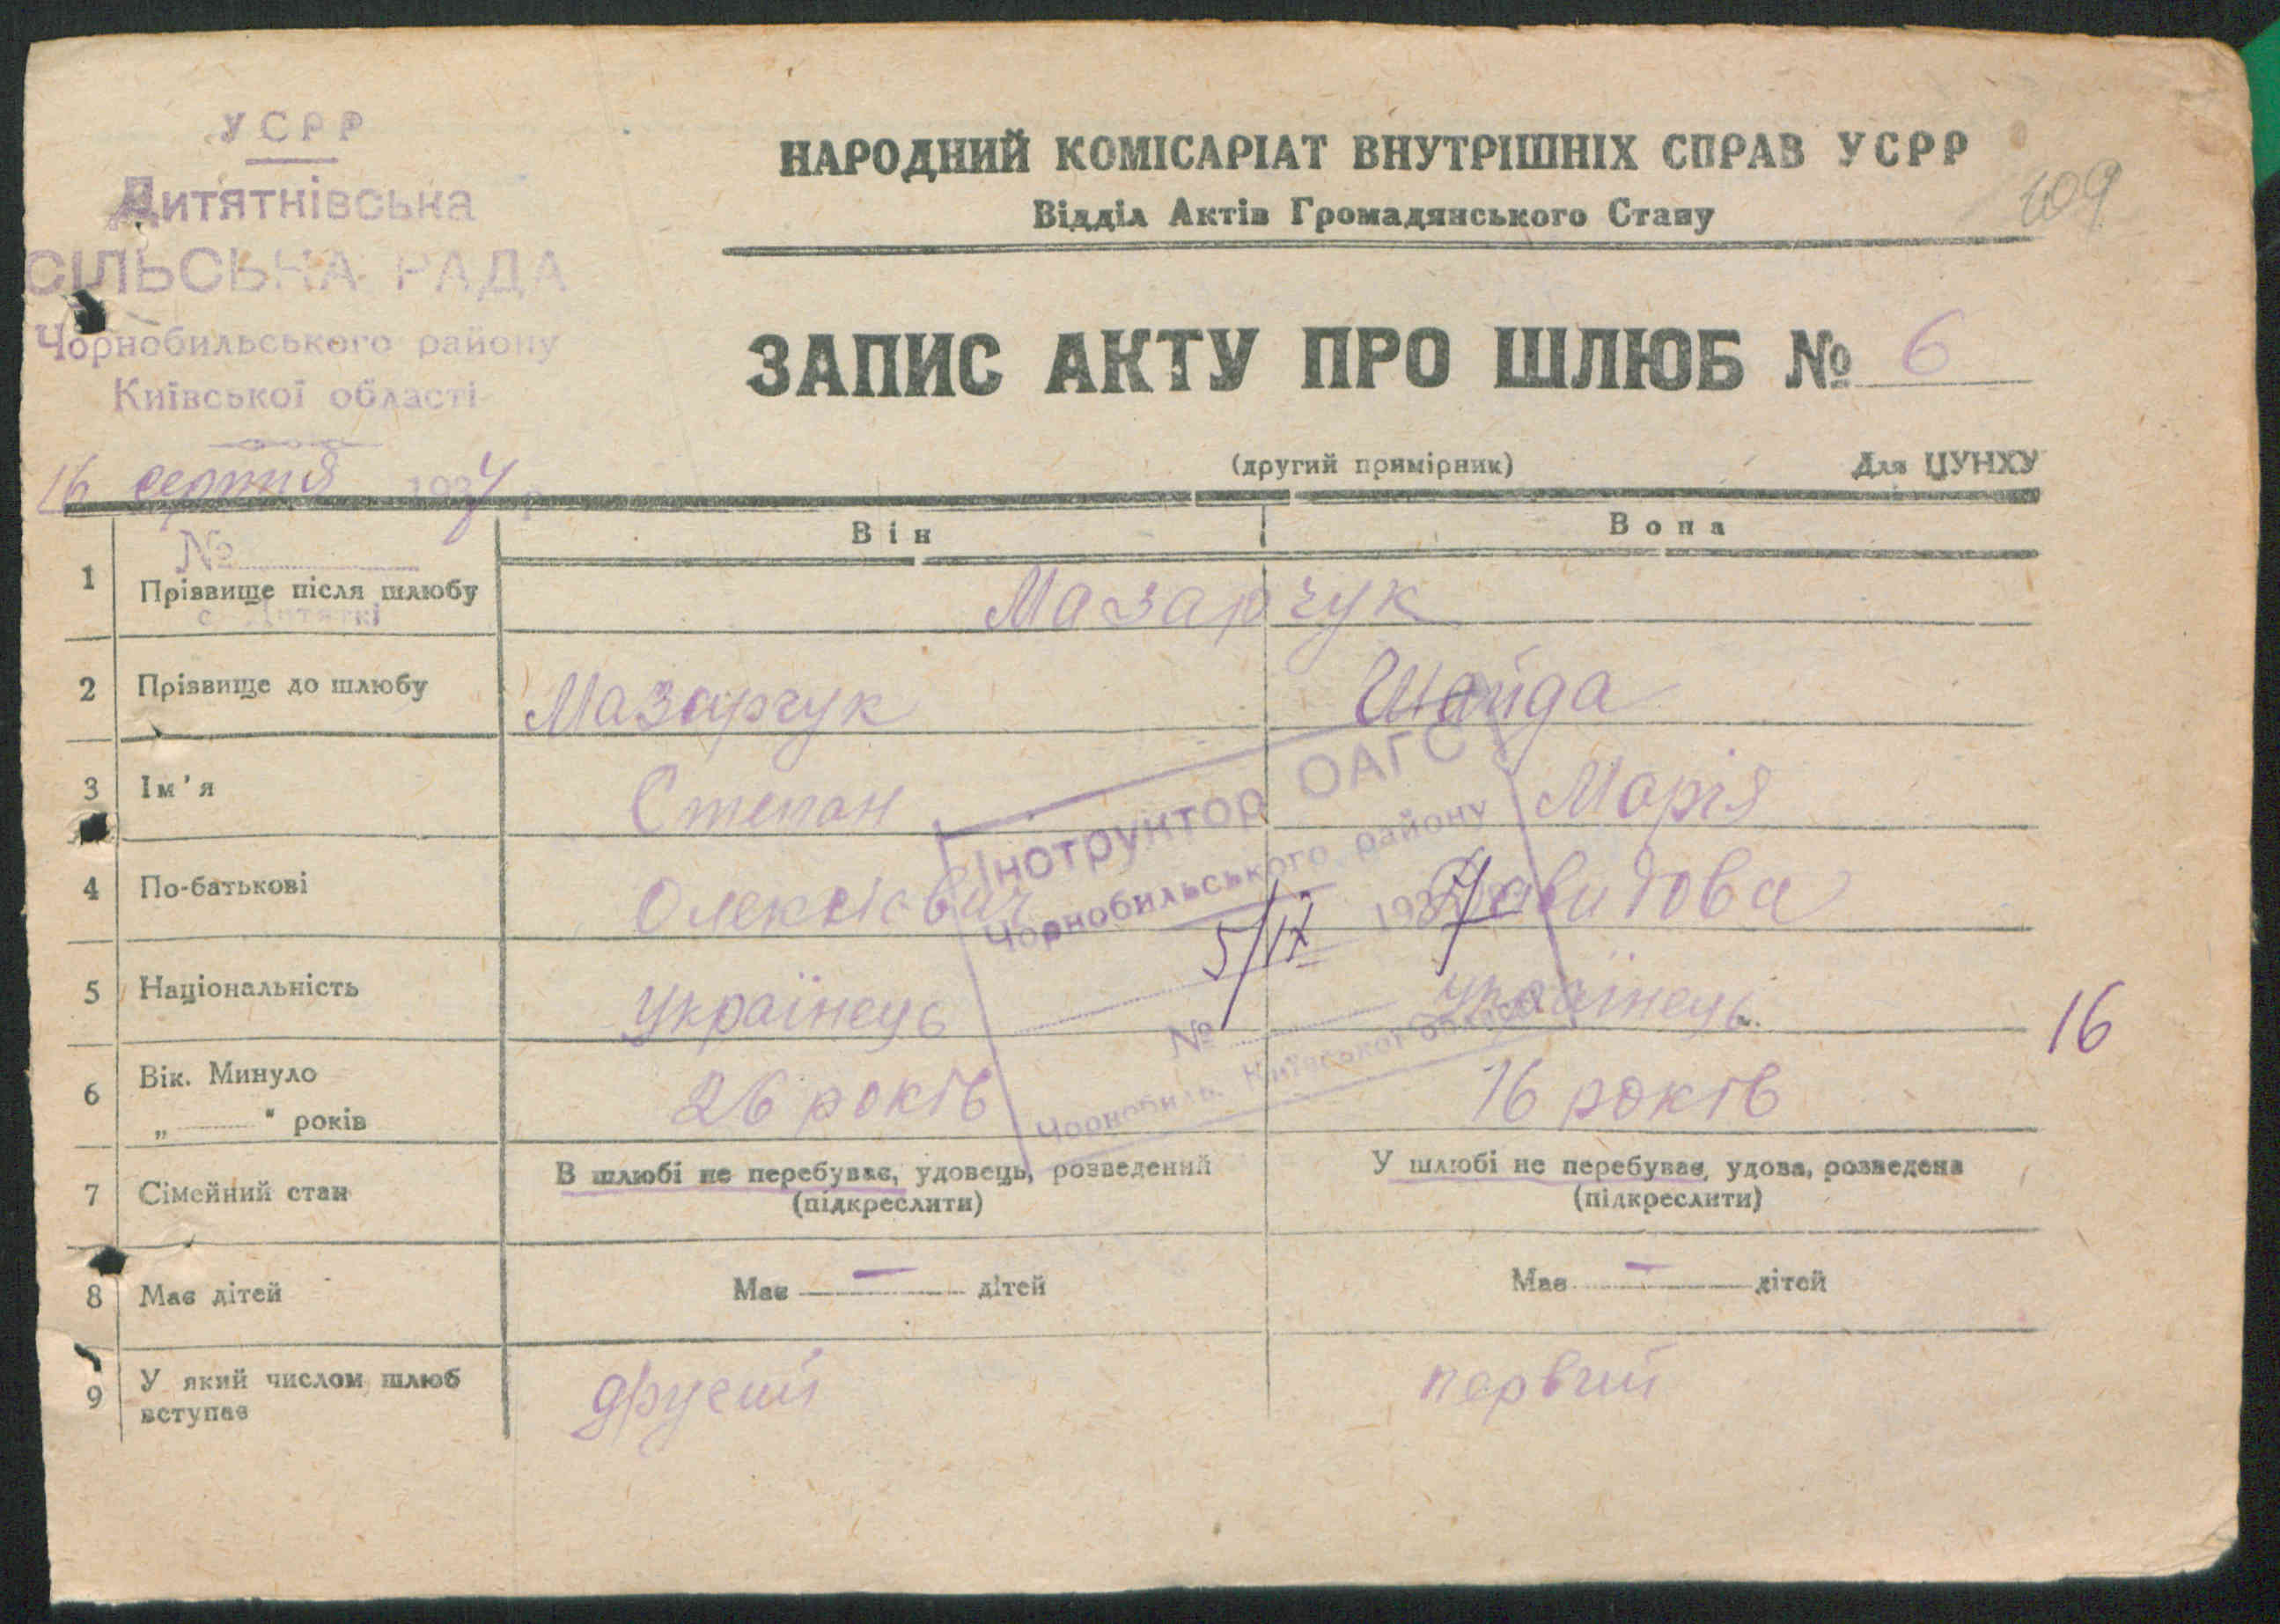 УСРР
Дитятнівська
СІЛЬСЬКА РАДА
Чорнобильського району
Київської області
16 серпня 1937 р
№
с. Дитяткі
НАРОДНИЙ КОМІСАРІАТ ВНУТРІШНІХ СПРАВ УСРР
Відділ Актів Громадянського Стану
109
ЗАПИС АКТУ ПРО ШЛЮБ № 6
(другий примірник) Для ЦУНХУ
Він Вона
1 Прізвище після шлюбу Мазарчук
2 Прізвище до шлюбу Мазарчук Шайда
3 Ім'я Степан Марія
4 По-батькові Олексієвич Давидова
5 Національність Українець українець
16
6 Вік. Минуло
„ “ років 26 років 16 років
7 Сімейний стан В шлюбі не перебуває, удовець, розведений У шлюбі не перебуває, удова, розведена
(підкреслити) (підкреслити)
8 Має дітей Має — дітей Має — дітей
9 У який числом шлюб
вступає другий первий
Інструктор ОАГС
Чорнобильського району
5/IX 1937
№
Чорнобиль, Київської області